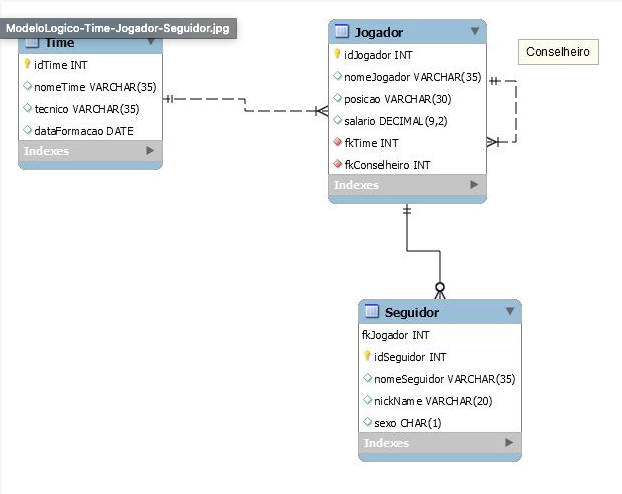 ModeloLogico-Time-Jogador-Seguidor.jpg
Time
idTime INT
nomeTime VARCHAR(35)
tecnico VARCHAR(35)
dataFormacao DATE
Indexes
Jogador
idJogador INT
nomeJogador VARCHAR(35)
posicao VARCHAR(30)
salario DECIMAL(9,2)
fkTime INT
fkConselheiro INT
Indexes
Conselheiro
Seguidor
fkJogador INT
idSeguidor INT
nomeSeguidor VARCHAR(35)
nickName VARCHAR(20)
sexo CHAR(1)
Indexes